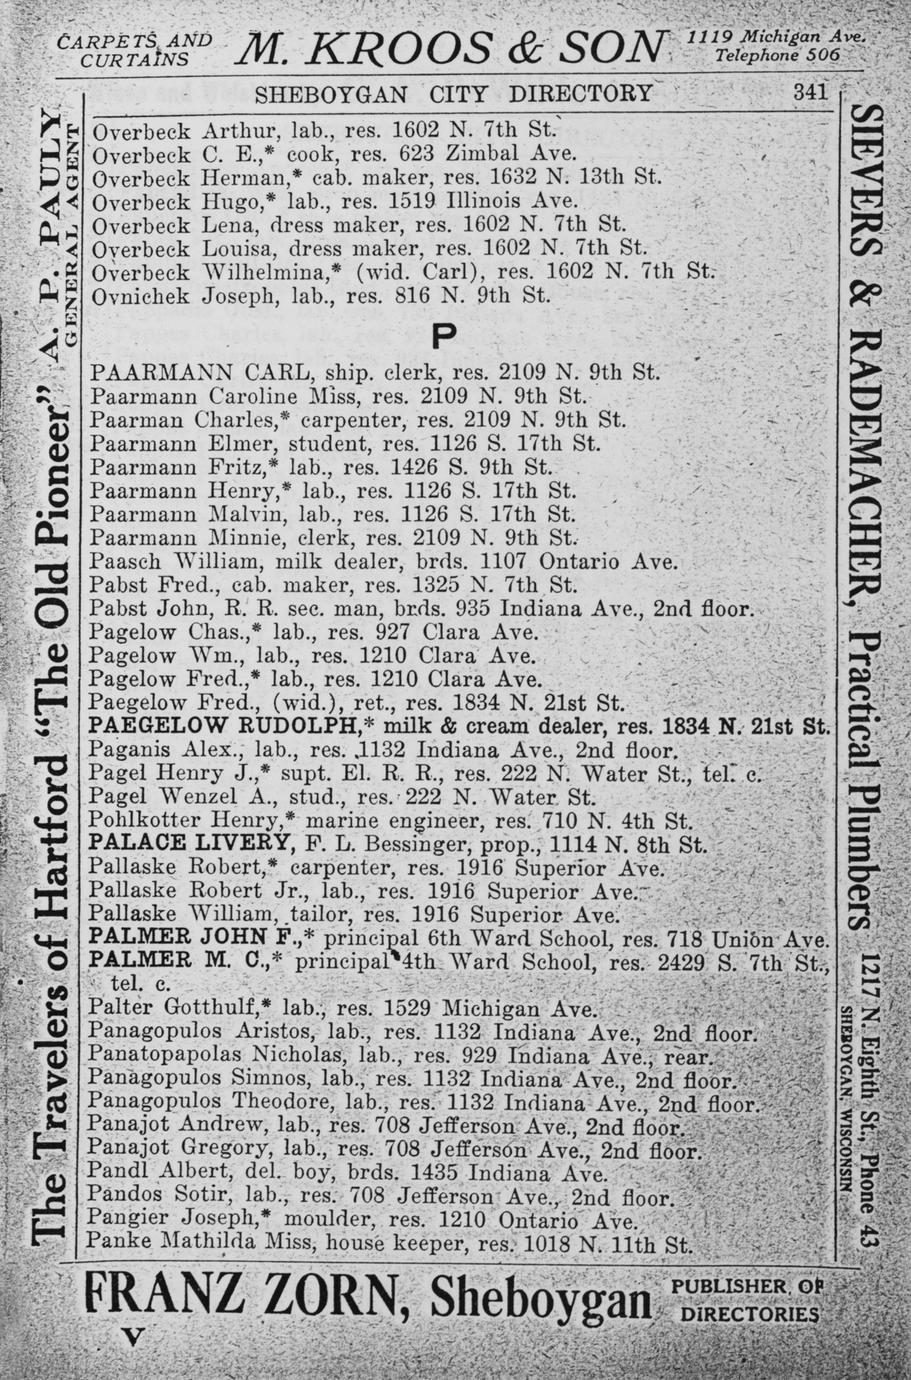 CARPETS AND
CURTAINS
M. KROOS & SON
1119 Michigan Ave.
Telephone 506
SHEBOYGAN CITY DIRECTORY 341
Overbeck Arthur, lab., res. 1602 N. 7th St.
Overbeck C. E.,* cook, res. 623 Zimbal Ave.
Overbeck Herman,* cab. maker, res. 1632 N. 13th St.
Overbeck Hugo,* lab., res. 1519 Illinois Ave.
Overbeck Lena, dress maker, res. 1602 N. 7th St.
Overbeck Louisa, dress maker, res. 1602 N. 7th St.
Overbeck Wilhelmina,* (wid. Carl), res. 1602 N. 7th St.
Ovnichek Joseph, lab., res. 816 N. 9th St.
P
PAARMANN CARL, ship. clerk, res. 2109 N. 9th St.
Paarmann Caroline Miss, res. 2109 N. 9th St.
Paarman Charles,* carpenter, res. 2109 N. 9th St.
Paarmann Elmer, student, res. 1126 S. 17th St.
Paarmann Fritz,* lab., res. 1426 S. 9th St.
Paarmann Henry,* lab., res. 1126 S. 17th St.
Paarmann Malvin, lab., res. 1126 S. 17th St.
Paarmann Minnie, clerk, res. 2109 N. 9th St.
Paasch William, milk dealer, brds. 1107 Ontario Ave.
Pabst Fred., cab. maker, res. 1325 N. 7th St.
Pabst John, R. R. sec. man, brds. 935 Indiana Ave., 2nd floor.
Pagelow Chas.,* lab., res. 927 Clara Ave.
Pagelow Wm., lab., res. 1210 Clara Ave.
Pagelow Fred.,* lab., res. 1210 Clara Ave.
Paegelow Fred., (wid.), ret., res. 1834 N. 21st St.
PAEGELOW RUDOLPH,* milk & cream dealer, res. 1834 N. 21st St.
Paganis Alex., lab., res. 1132 Indiana Ave., 2nd floor.
Pagel Henry J.,* supt. El. R. R., res. 222 N. Water St., tel. c.
Pagel Wenzel A., stud., res. 222 N. Water St.
Pohlkotter Henry,* marine engineer, res. 710 N. 4th St.
PALACE LIVERY, F. L. Bessinger, prop., 1114 N. 8th St.
Pallaske Robert,* carpenter, res. 1916 Superior Ave.
Pallaske Robert Jr., lab., res. 1916 Superior Ave.
Pallaske William, tailor, res. 1916 Superior Ave.
PALMER JOHN F.,* principal 6th Ward School, res. 718 Union Ave.
PALMER M. C.,* principal 4th Ward School, res. 2429 S. 7th St.,
tel. c.
Palter Gotthulf,* lab., res. 1529 Michigan Ave.
Panagopulos Aristos, lab., res. 1132 Indiana Ave., 2nd floor.
Panatopapolas Nicholas, lab., res. 929 Indiana Ave., rear.
Panagopulos Simnos, lab., res. 1132 Indiana Ave., 2nd floor.
Panagopulos Theodore, lab., res. 1132 Indiana Ave., 2nd floor.
Panajot Andrew, lab., res. 708 Jefferson Ave., 2nd floor.
Panajot Gregory, lab., res. 708 Jefferson Ave., 2nd floor.
Pandl Albert, del. boy, brds. 1435 Indiana Ave.
Pandos Sotir, lab., res. 708 Jefferson Ave., 2nd floor.
Pangier Joseph,* moulder, res. 1210 Ontario Ave.
Panke Mathilda Miss, house keeper, res. 1018 N. 11th St.
The Travelers of Hartford "The Old Pioneer" A. P. PAULY
GENERAL AGENT
SIEVERS & RADEMACHER, Practical Plumbers 1217 N. Eighth St., Phone 43
SHEBOYGAN, WISCONSIN
FRANZ ZORN, Sheboygan
PUBLISHER OF
DIRECTORIES
V